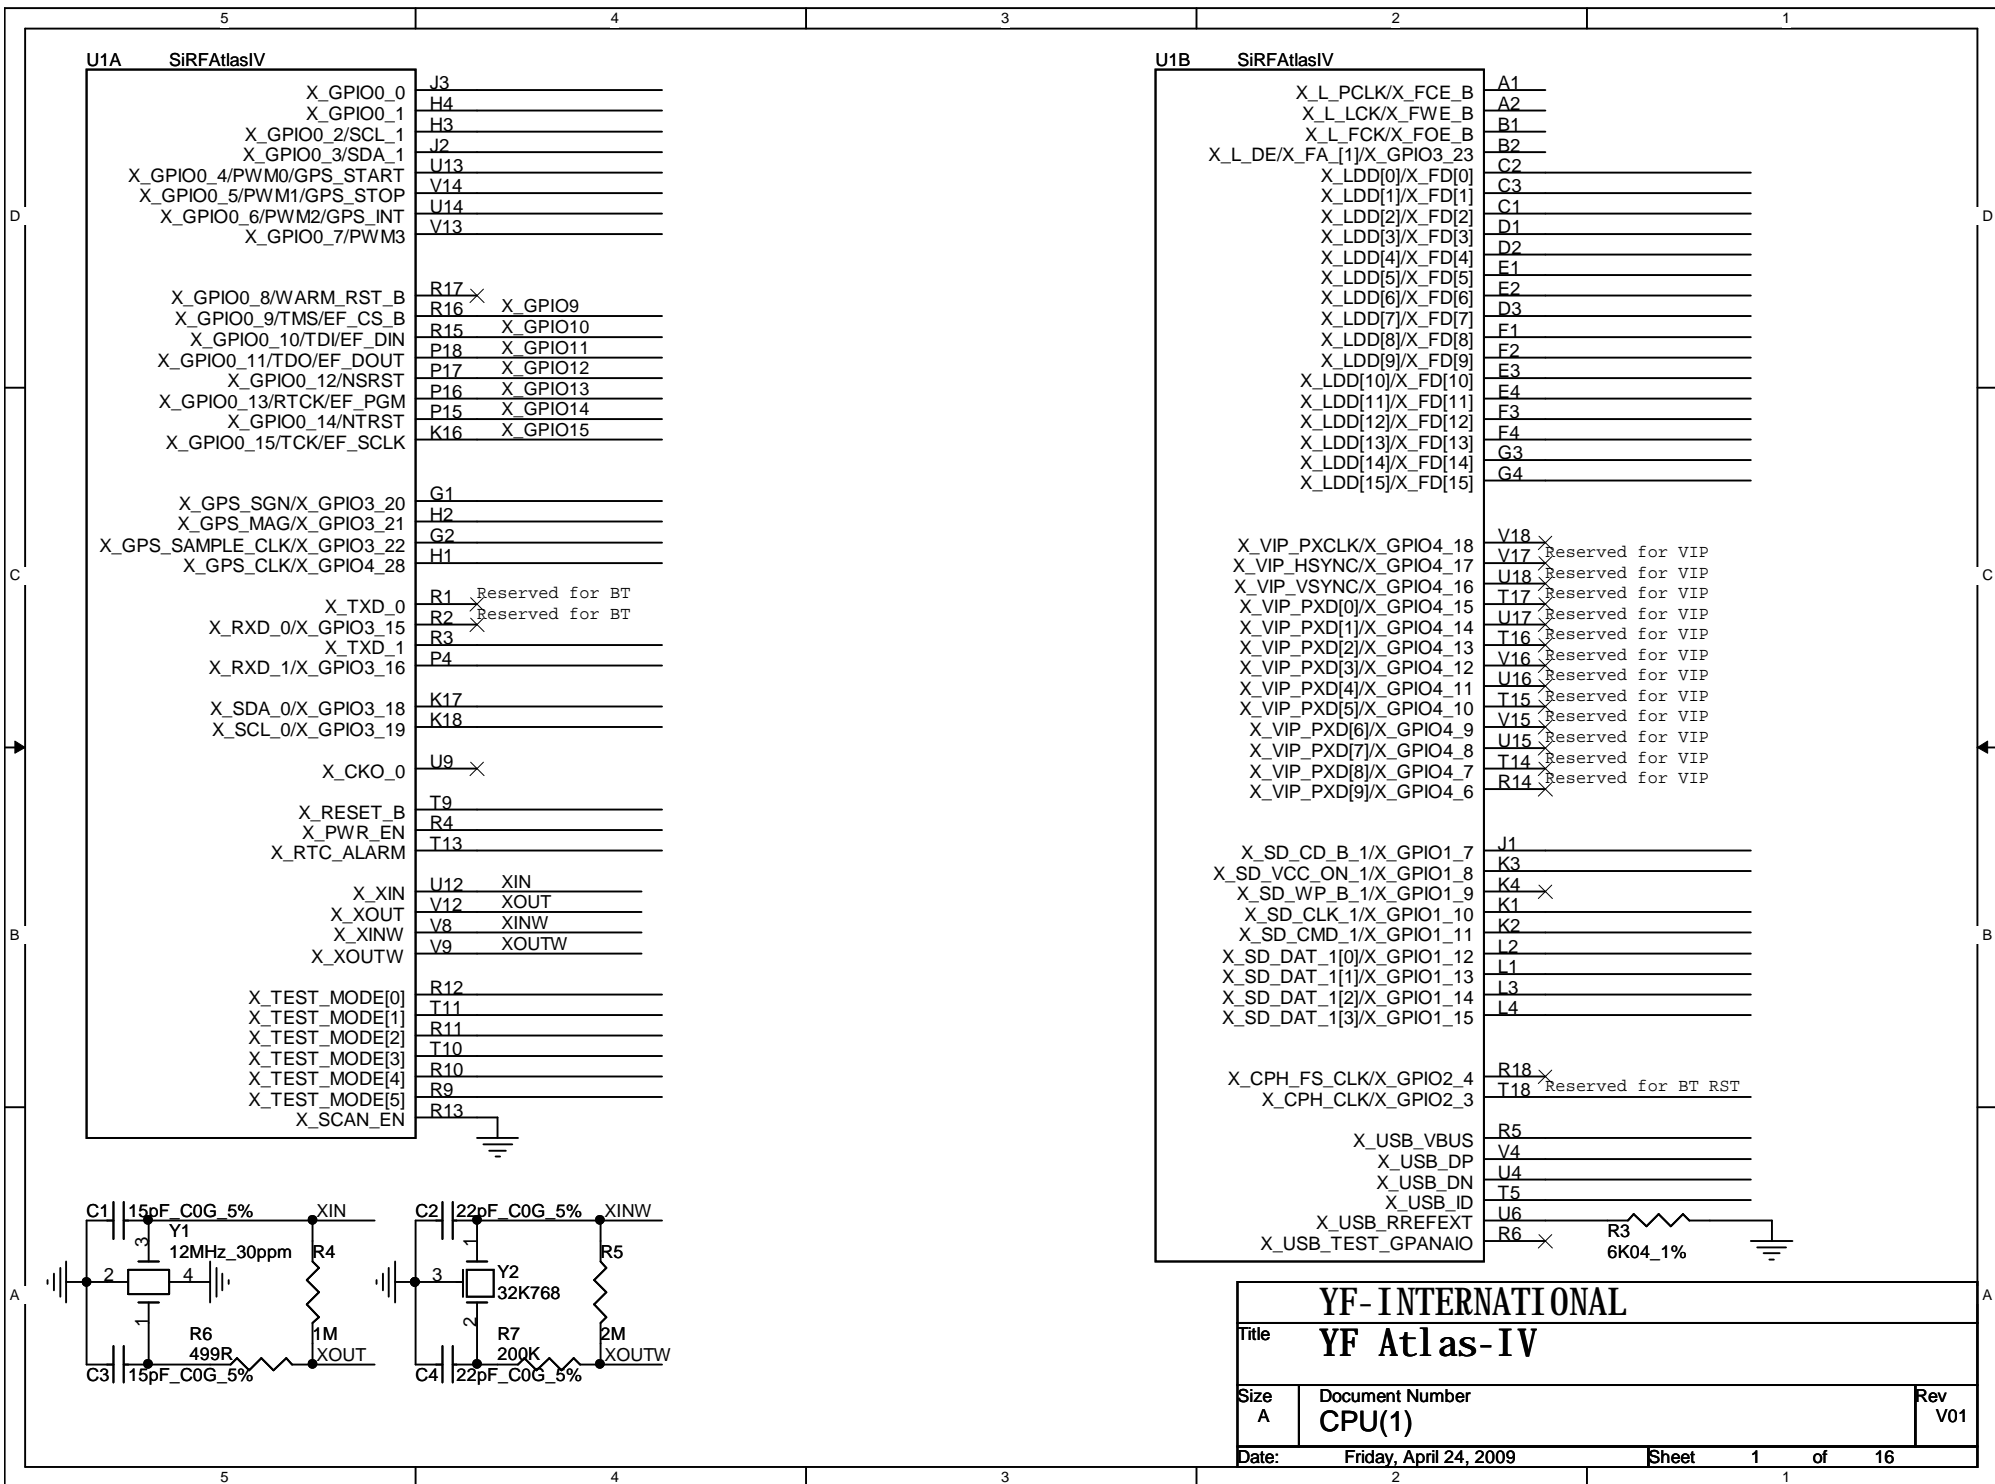 5 4 3 2 1
U1A SiRFAtlasIV
X_GPIO0_0 J3
X_GPIO0_1 H4
X_GPIO0_2/SCL_1 H3
X_GPIO0_3/SDA_1 J2
X_GPIO0_4/PWM0/GPS_START U13
X_GPIO0_5/PWM1/GPS_STOP V14
X_GPIO0_6/PWM2/GPS_INT U14
X_GPIO0_7/PWM3 V13
X_GPIO0_8/WARM_RST_B R17
X_GPIO0_9/TMS/EF_CS_B R16 X_GPIO9
X_GPIO0_10/TDI/EF_DIN R15 X_GPIO10
X_GPIO0_11/TDO/EF_DOUT P18 X_GPIO11
X_GPIO0_12/NSRST P17 X_GPIO12
X_GPIO0_13/RTCK/EF_PGM P16 X_GPIO13
X_GPIO0_14/NTRST P15 X_GPIO14
X_GPIO0_15/TCK/EF_SCLK K16 X_GPIO15
X_GPS_SGN/X_GPIO3_20 G1
X_GPS_MAG/X_GPIO3_21 H2
X_GPS_SAMPLE_CLK/X_GPIO3_22 G2
X_GPS_CLK/X_GPIO4_28 H1
X_TXD_0 R1 Reserved for BT
X_RXD_0/X_GPIO3_15 R2 Reserved for BT
X_TXD_1 R3
X_RXD_1/X_GPIO3_16 P4
X_SDA_0/X_GPIO3_18 K17
X_SCL_0/X_GPIO3_19 K18
X_CKO_0 U9
X_RESET_B T9
X_PWR_EN R4
X_RTC_ALARM T13
X_XIN U12 XIN
X_XOUT V12 XOUT
X_XINW V8 XINW
X_XOUTW V9 XOUTW
X_TEST_MODE[0] R12
X_TEST_MODE[1] T11
X_TEST_MODE[2] R11
X_TEST_MODE[3] T10
X_TEST_MODE[4] R10
X_TEST_MODE[5] R9
X_SCAN_EN R13
U1B SiRFAtlasIV
X_L_PCLK/X_FCE_B A1
X_L_LCK/X_FWE_B A2
X_L_FCK/X_FOE_B B1
X_L_DE/X_FA_[1]/X_GPIO3_23 B2
X_LDD[0]/X_FD[0] C2
X_LDD[1]/X_FD[1] C3
X_LDD[2]/X_FD[2] C1
X_LDD[3]/X_FD[3] D1
X_LDD[4]/X_FD[4] D2
X_LDD[5]/X_FD[5] E1
X_LDD[6]/X_FD[6] E2
X_LDD[7]/X_FD[7] D3
X_LDD[8]/X_FD[8] F1
X_LDD[9]/X_FD[9] F2
X_LDD[10]/X_FD[10] E3
X_LDD[11]/X_FD[11] E4
X_LDD[12]/X_FD[12] F3
X_LDD[13]/X_FD[13] F4
X_LDD[14]/X_FD[14] G3
X_LDD[15]/X_FD[15] G4
X_VIP_PXCLK/X_GPIO4_18 V18 Reserved for VIP
X_VIP_HSYNC/X_GPIO4_17 V17 Reserved for VIP
X_VIP_VSYNC/X_GPIO4_16 U18 Reserved for VIP
X_VIP_PXD[0]/X_GPIO4_15 T17 Reserved for VIP
X_VIP_PXD[1]/X_GPIO4_14 U17 Reserved for VIP
X_VIP_PXD[2]/X_GPIO4_13 T16 Reserved for VIP
X_VIP_PXD[3]/X_GPIO4_12 V16 Reserved for VIP
X_VIP_PXD[4]/X_GPIO4_11 U16 Reserved for VIP
X_VIP_PXD[5]/X_GPIO4_10 T15 Reserved for VIP
X_VIP_PXD[6]/X_GPIO4_9 V15 Reserved for VIP
X_VIP_PXD[7]/X_GPIO4_8 U15 Reserved for VIP
X_VIP_PXD[8]/X_GPIO4_7 T14 Reserved for VIP
X_VIP_PXD[9]/X_GPIO4_6 R14
X_SD_CD_B_1/X_GPIO1_7 J1
X_SD_VCC_ON_1/X_GPIO1_8 K3
X_SD_WP_B_1/X_GPIO1_9 K4
X_SD_CLK_1/X_GPIO1_10 K1
X_SD_CMD_1/X_GPIO1_11 K2
X_SD_DAT_1[0]/X_GPIO1_12 L2
X_SD_DAT_1[1]/X_GPIO1_13 L1
X_SD_DAT_1[2]/X_GPIO1_14 L3
X_SD_DAT_1[3]/X_GPIO1_15 L4
X_CPH_FS_CLK/X_GPIO2_4 R18 Reserved for BT RST
X_CPH_CLK/X_GPIO2_3 T18
X_USB_VBUS R5
X_USB_DP V4
X_USB_DN U4
X_USB_ID T5
X_USB_RREFEXT U6
X_USB_TEST_GPANAIO R6
R3
6K04_1%
C1 15pF_C0G_5% XIN
Y1
12MHz_30ppm
3
2 4
1
R4
1M
R6
499R
XOUT
C3 15pF_C0G_5%
C2 22pF_C0G_5% XINW
1
3
2
Y2
32K768
R5
2M
R7
200K
XOUTW
C4 22pF_C0G_5%
D D
C C
B B
A A
YF-INTERNATIONAL
Title YF Atlas-IV
Size Document Number Rev
A CPU(1) V01
Date: Friday, April 24, 2009 Sheet 1 of 16
5 4 3 2 1